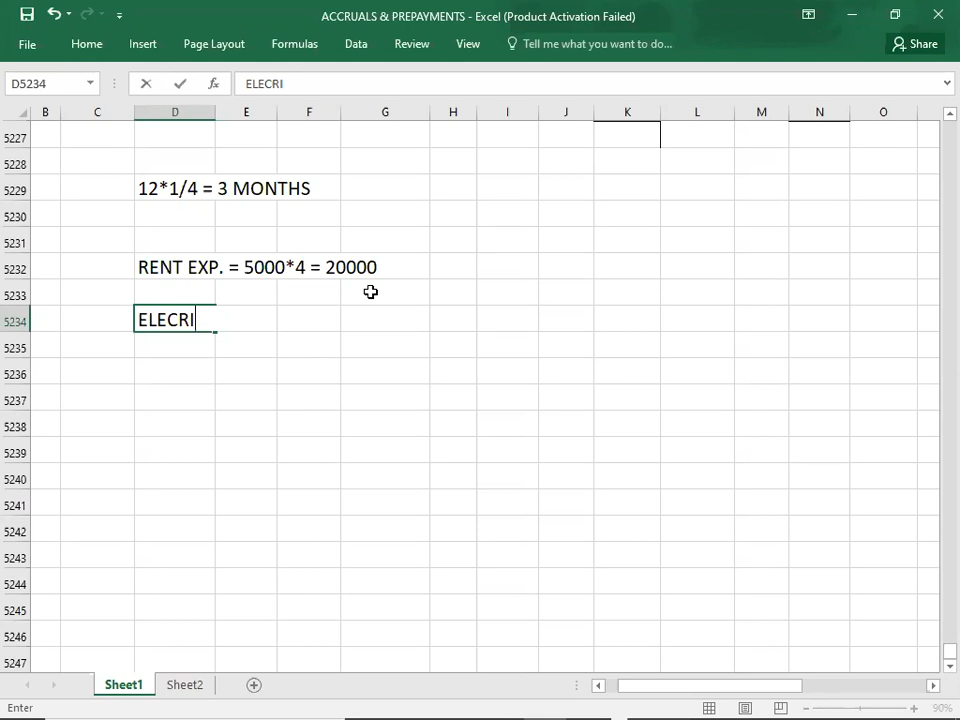 ACCRUALS & PREPAYMENTS - Excel (Product Activation Failed)
File Home Insert Page Layout Formulas Data Review View Tell me what you want to do... Share
D5234 fx ELECRI
B C D E F G H I J K L M N O
5227
5228
5229 12*1/4 = 3 MONTHS
5230
5231
5232 RENT EXP. = 5000*4 = 20000
5233
5234 ELECRI
5235
5236
5237
5238
5239
5240
5241
5242
5243
5244
5245
5246
5247
Sheet1 Sheet2
Enter 90%